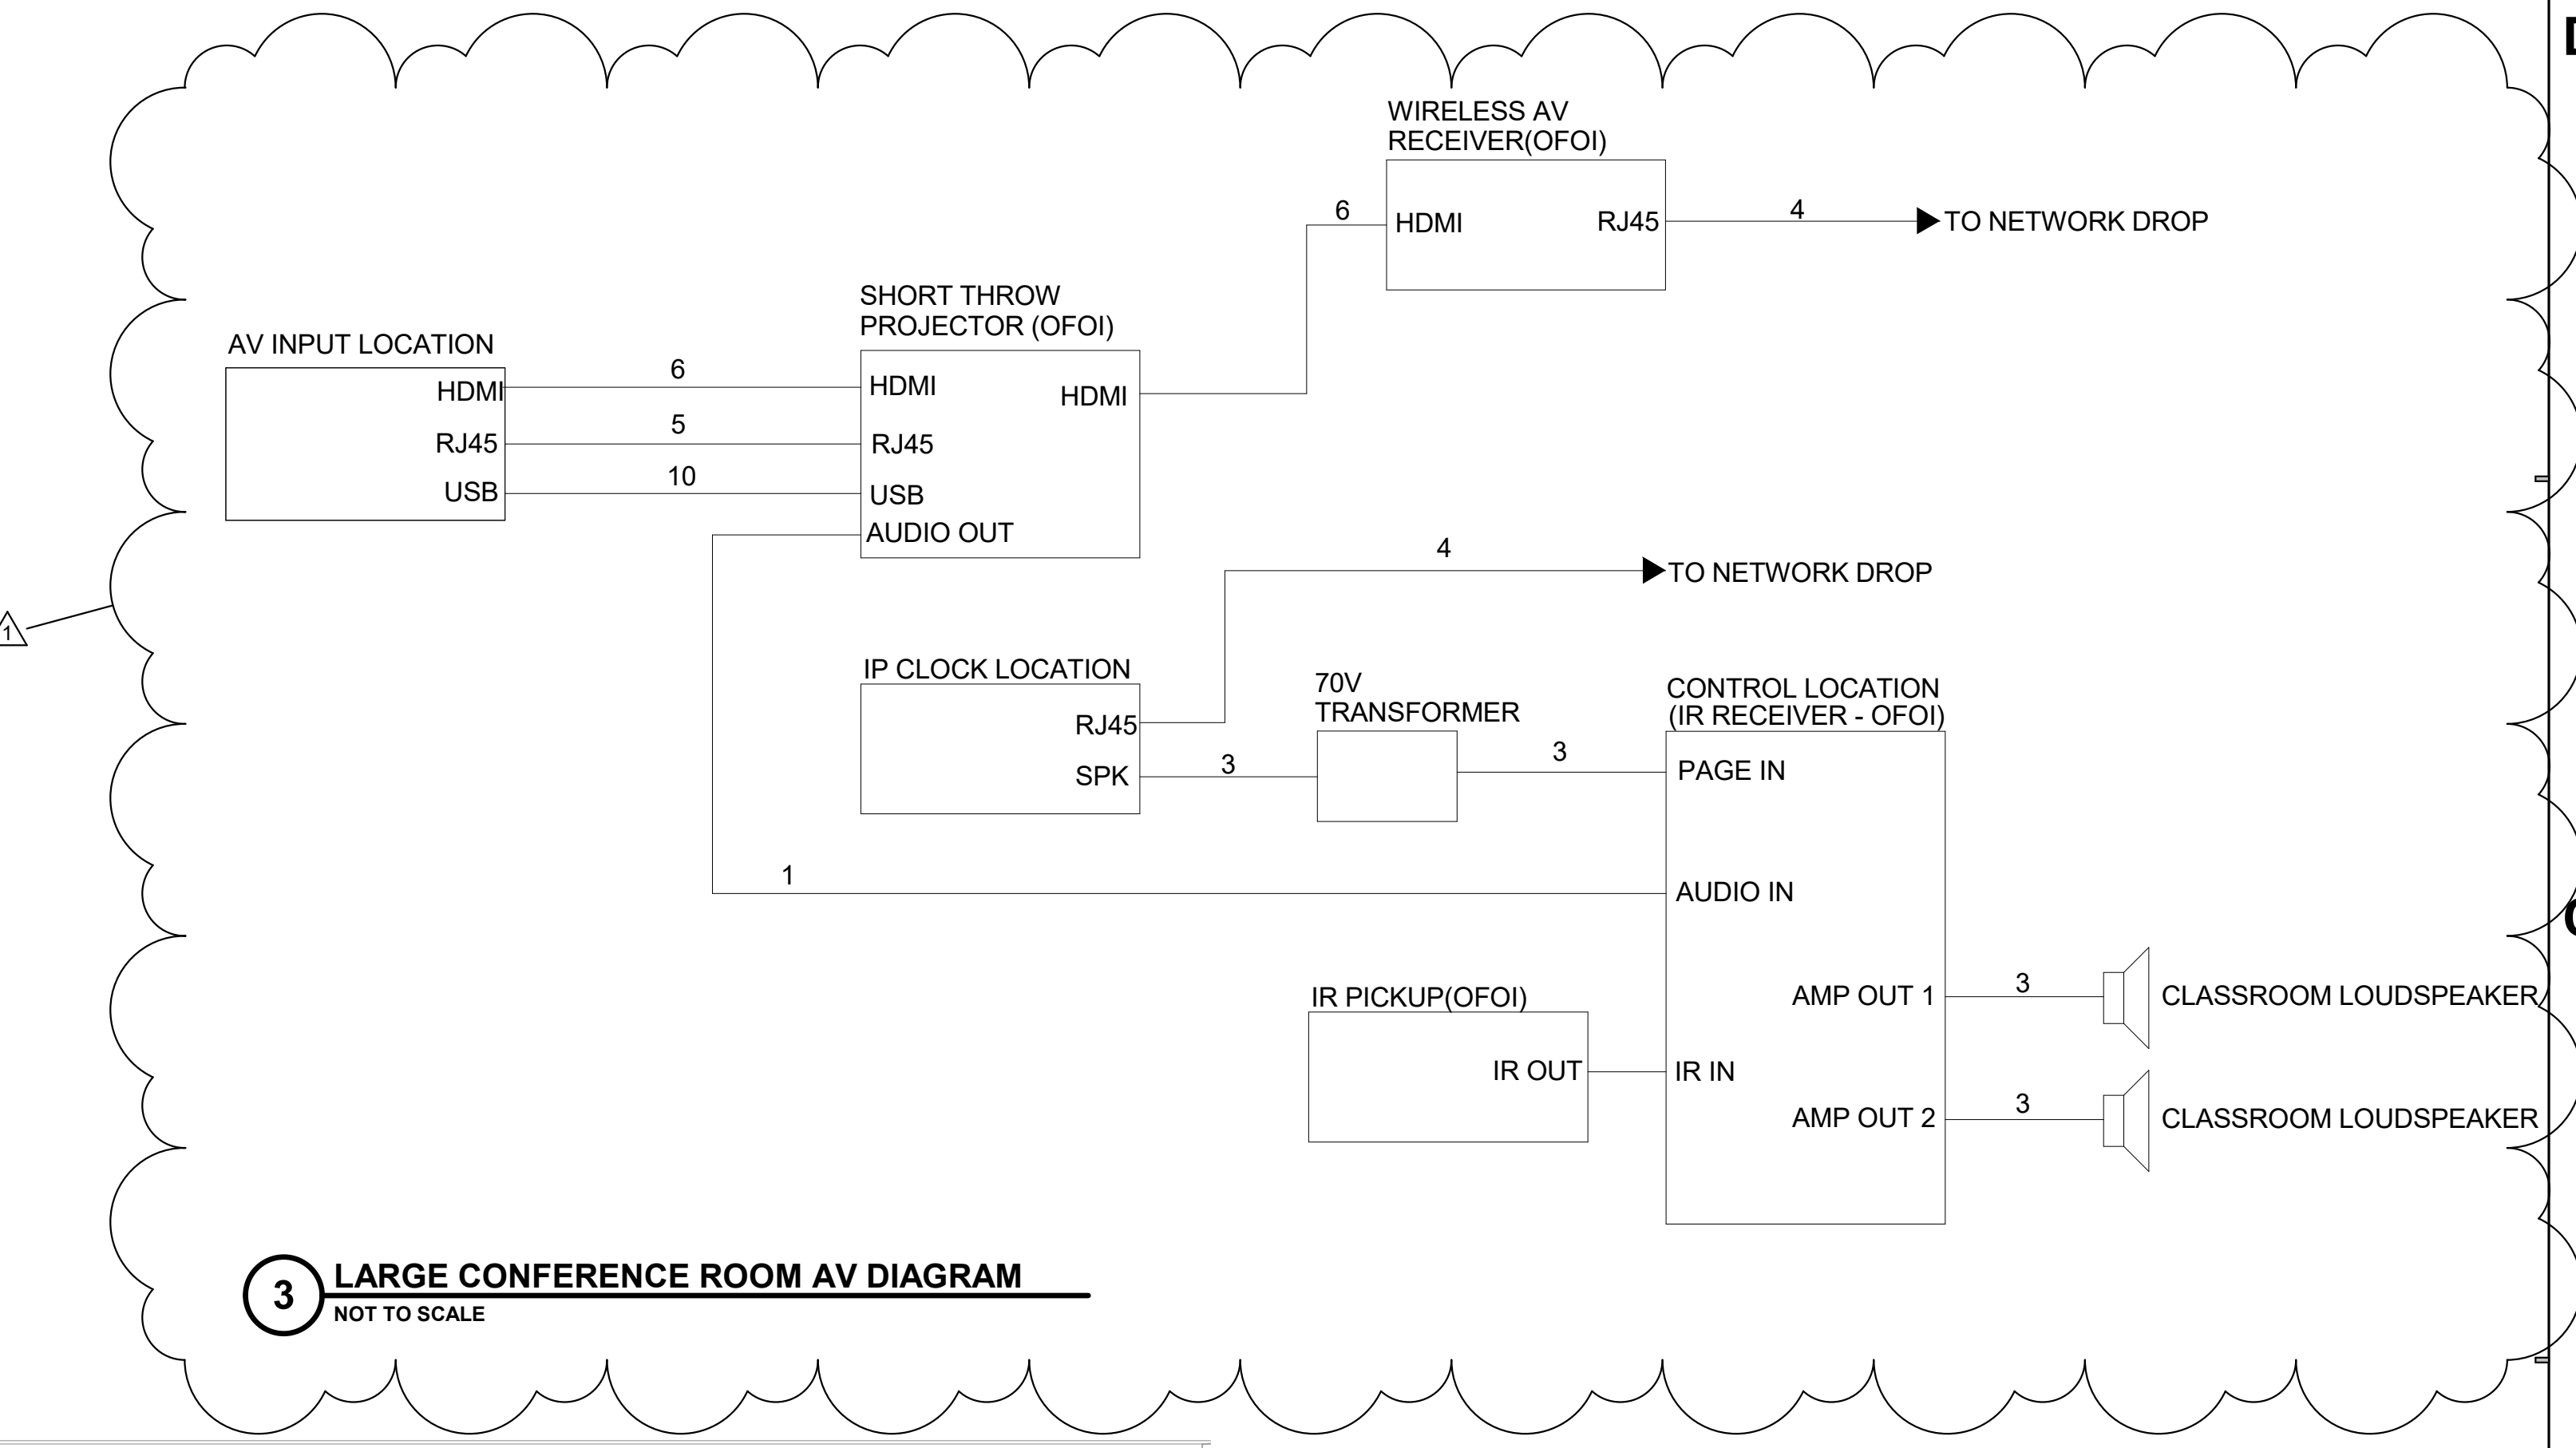 WIRELESS AV
RECEIVER(OFOI)
6
HDMI
RJ45
4
TO NETWORK DROP
SHORT THROW
PROJECTOR (OFOI)
AV INPUT LOCATION
HDMI
6
HDMI
HDMI
RJ45
5
RJ45
USB
10
USB
AUDIO OUT
4
TO NETWORK DROP
1
IP CLOCK LOCATION
RJ45
SPK
3
70V
TRANSFORMER
3
CONTROL LOCATION
(IR RECEIVER - OFOI)
PAGE IN
1
AUDIO IN
IR PICKUP(OFOI)
IR OUT
IR IN
AMP OUT 1
3
CLASSROOM LOUDSPEAKER
AMP OUT 2
3
CLASSROOM LOUDSPEAKER
3
LARGE CONFERENCE ROOM AV DIAGRAM
NOT TO SCALE